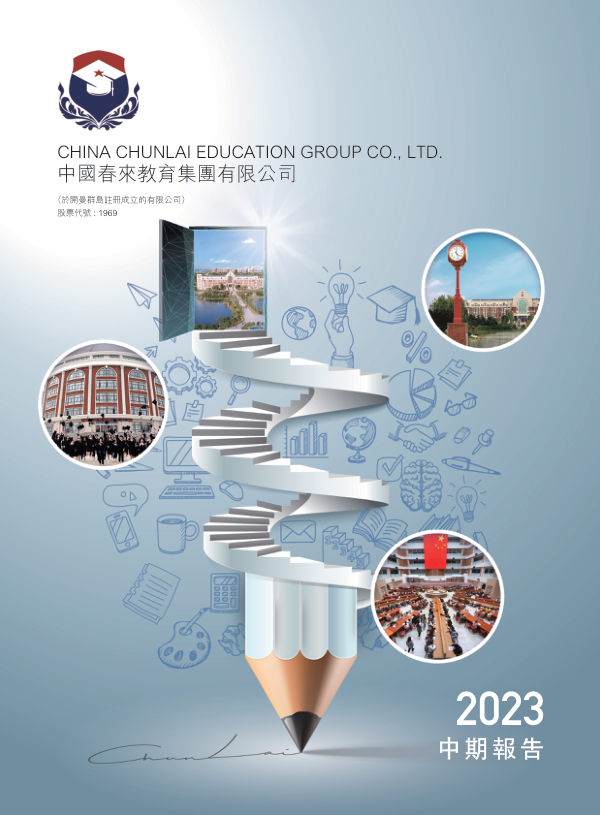 CHINA CHUNLAI EDUCATION GROUP CO., LTD.
中國春來教育集團有限公司
(於開曼群島註冊成立的有限公司)
股票代號 : 1969
ChunLai
2023
中期報告